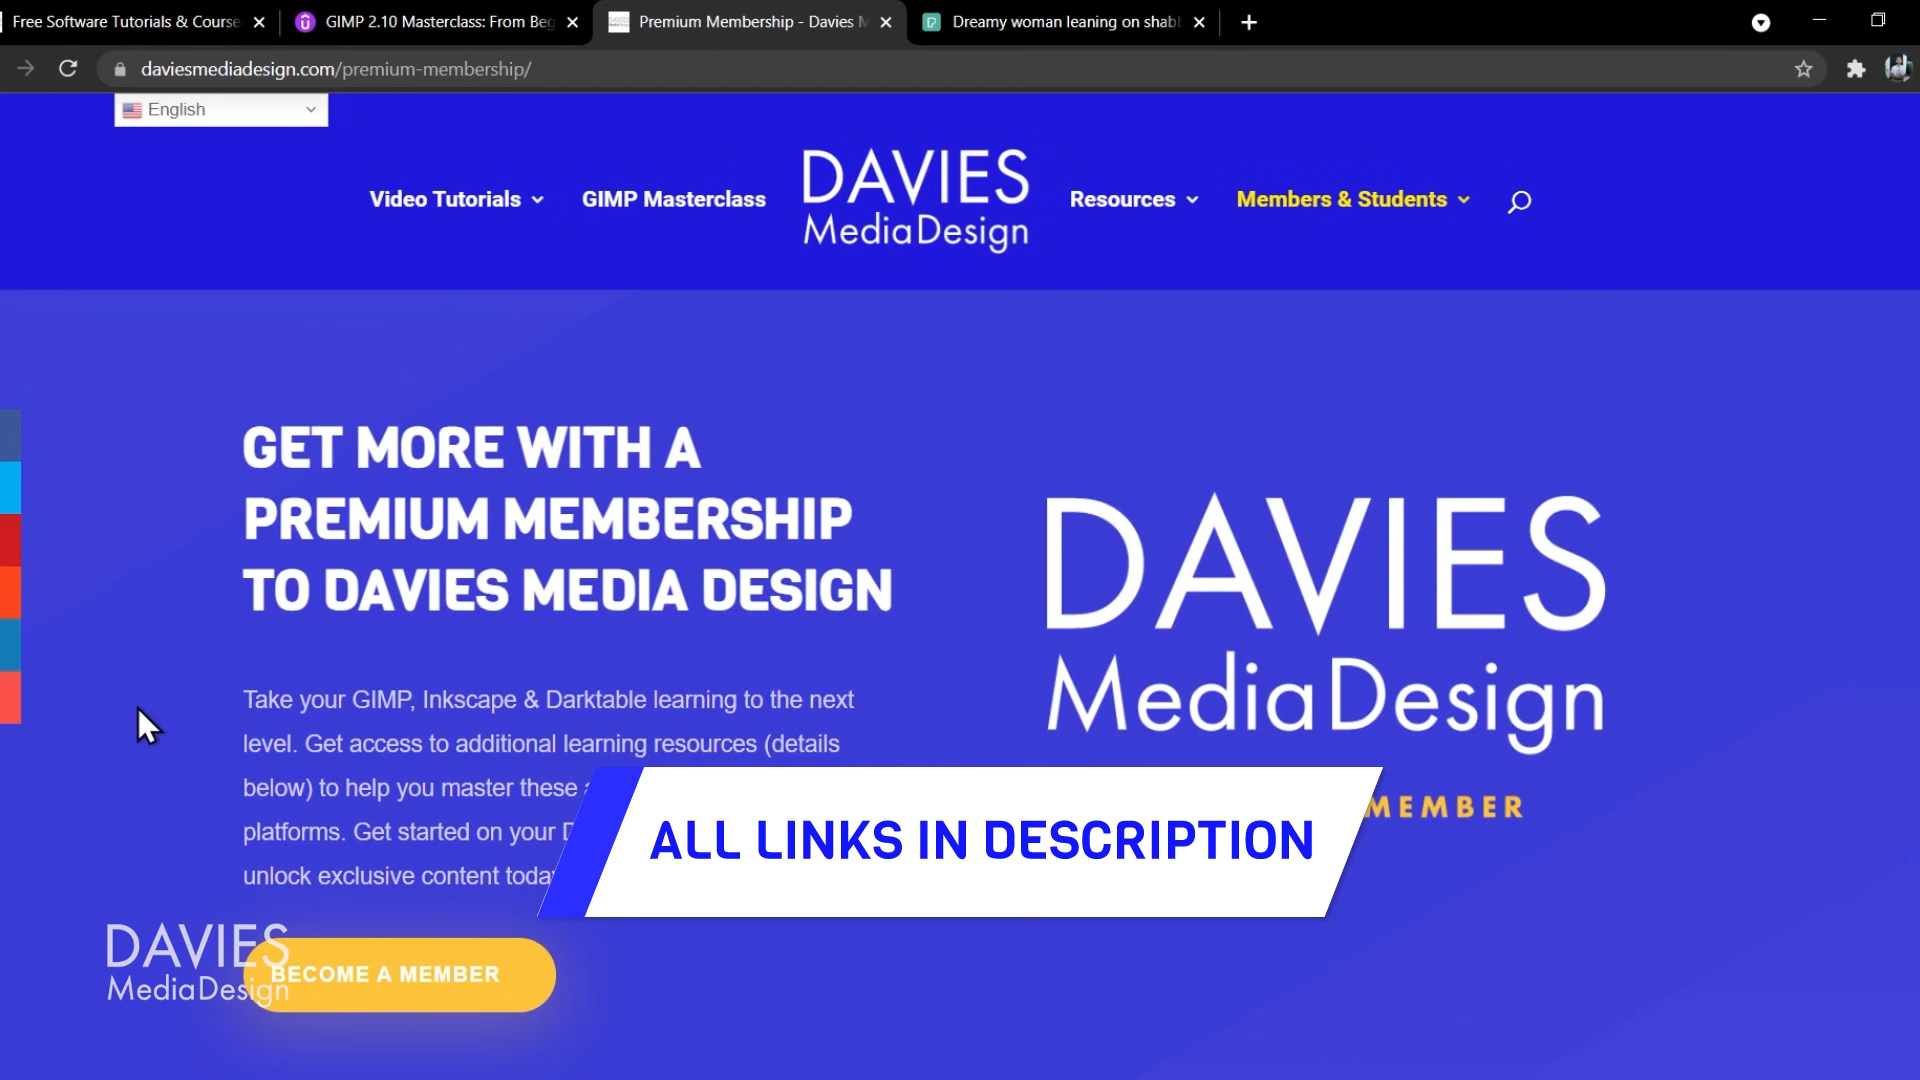 Free Software Tutorials & Course
GIMP 2.10 Masterclass: From Beg
Premium Membership - Davies M
Dreamy woman leaning on shabb
daviesmediadesign.com/premium-membership/
English
Video Tutorials
GIMP Masterclass
DAVIES
MediaDesign
Resources
Members & Students
GET MORE WITH A
PREMIUM MEMBERSHIP
TO DAVIES MEDIA DESIGN
Take your GIMP, Inkscape & Darktable learning to the next
level. Get access to additional learning resources (details
below) to help you master these
platforms. Get started on your D
unlock exclusive content today
BECOME A MEMBER
DAVIES
MediaDesign
MEMBER
ALL LINKS IN DESCRIPTION
DAVIES
MediaDesign